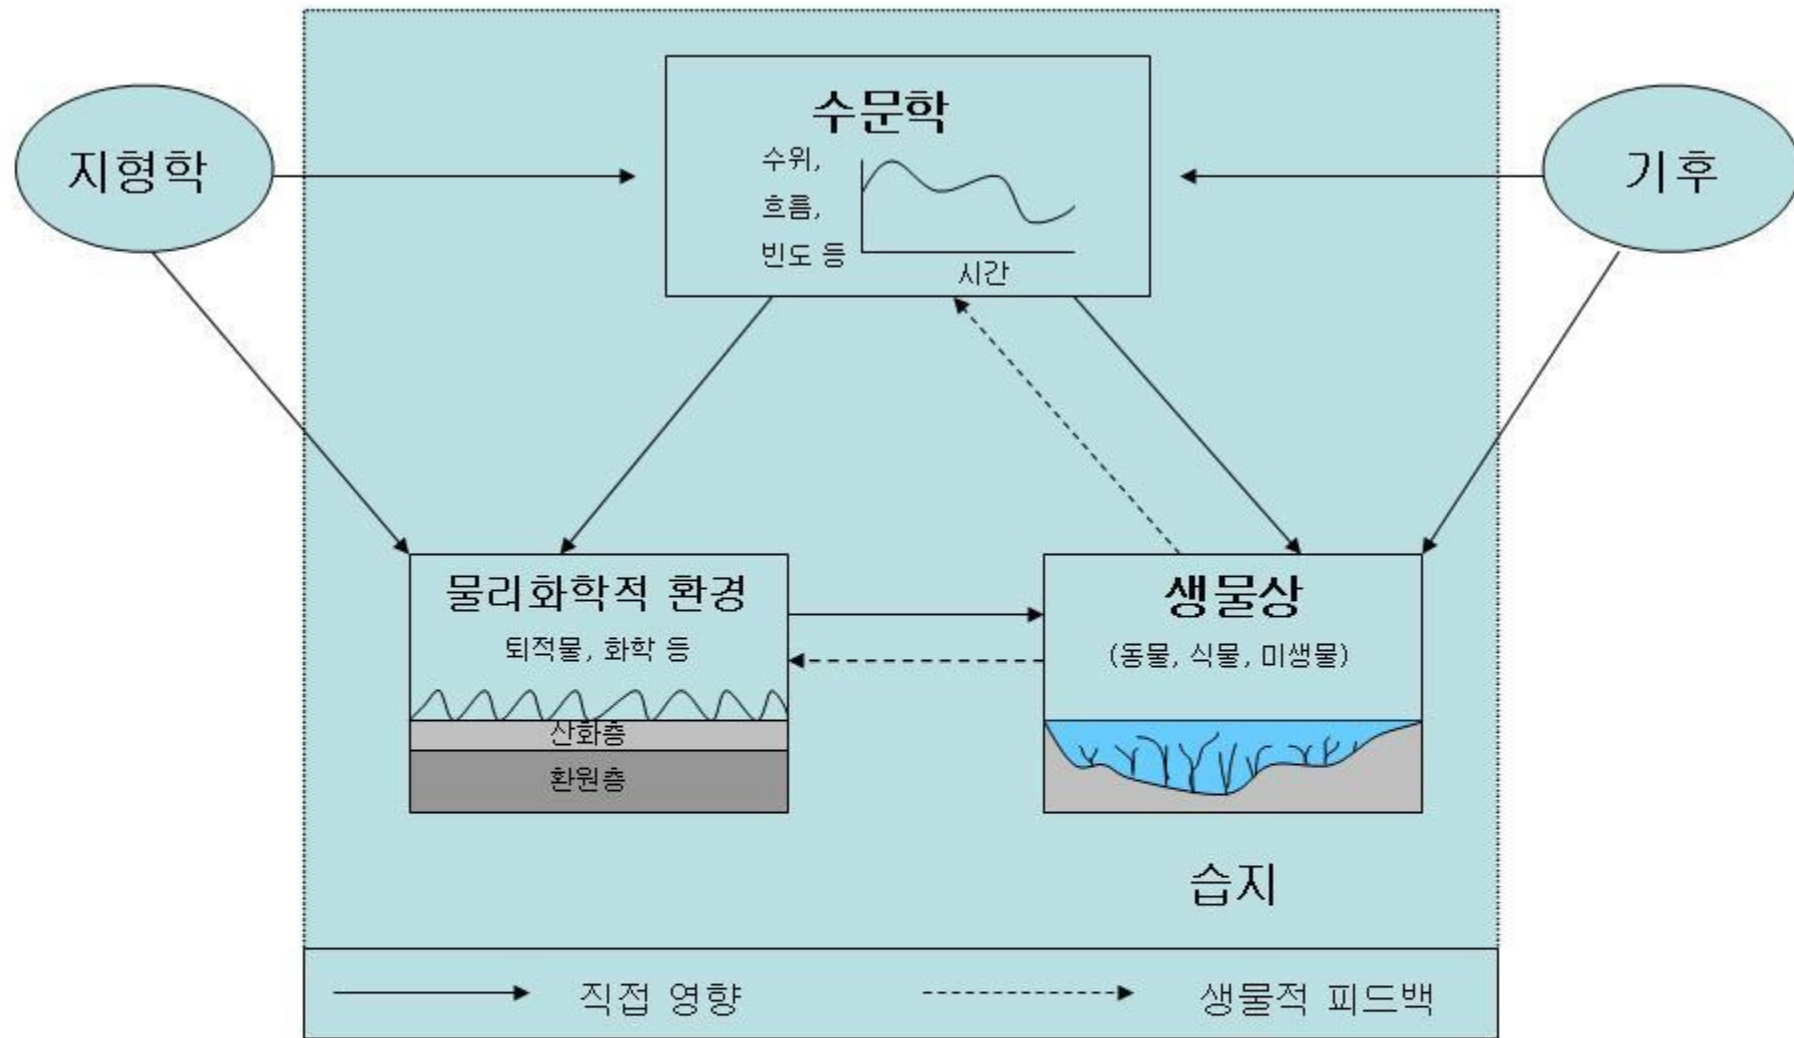 수문학
지형학
기후
수위,
흐름,
빈도 등
시간
물리화학적 환경
퇴적물, 화학 등
산화층
환원층
생물상
(동물, 식물, 미생물)
습지
직접 영향
생물적 피드백